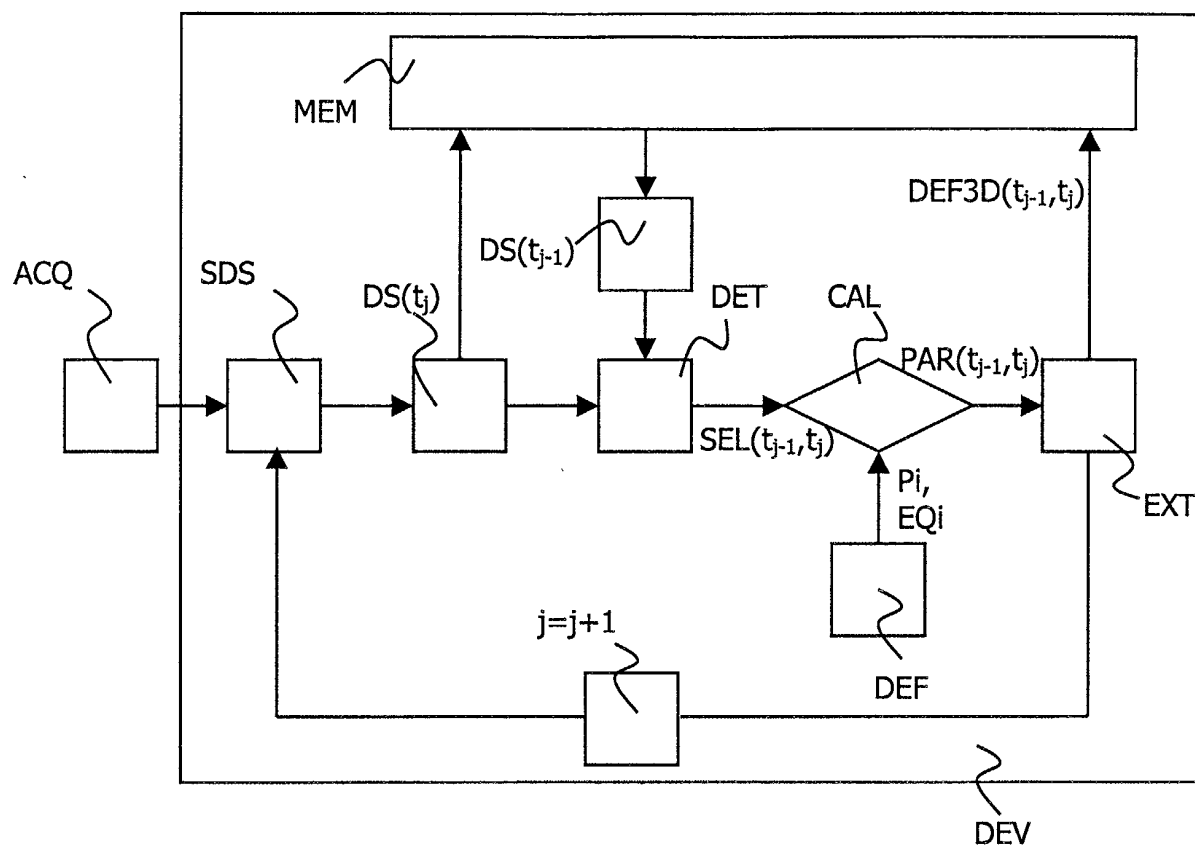 MEM
DEF3D(tj-1,tj)
DS(tj-1)
ACQ
SDS
DS(tj)
DET
CAL
PAR(tj-1,tj)
SEL(tj-1,tj)
Pi,
EQi
EXT
j=j+1
DEF
DEV